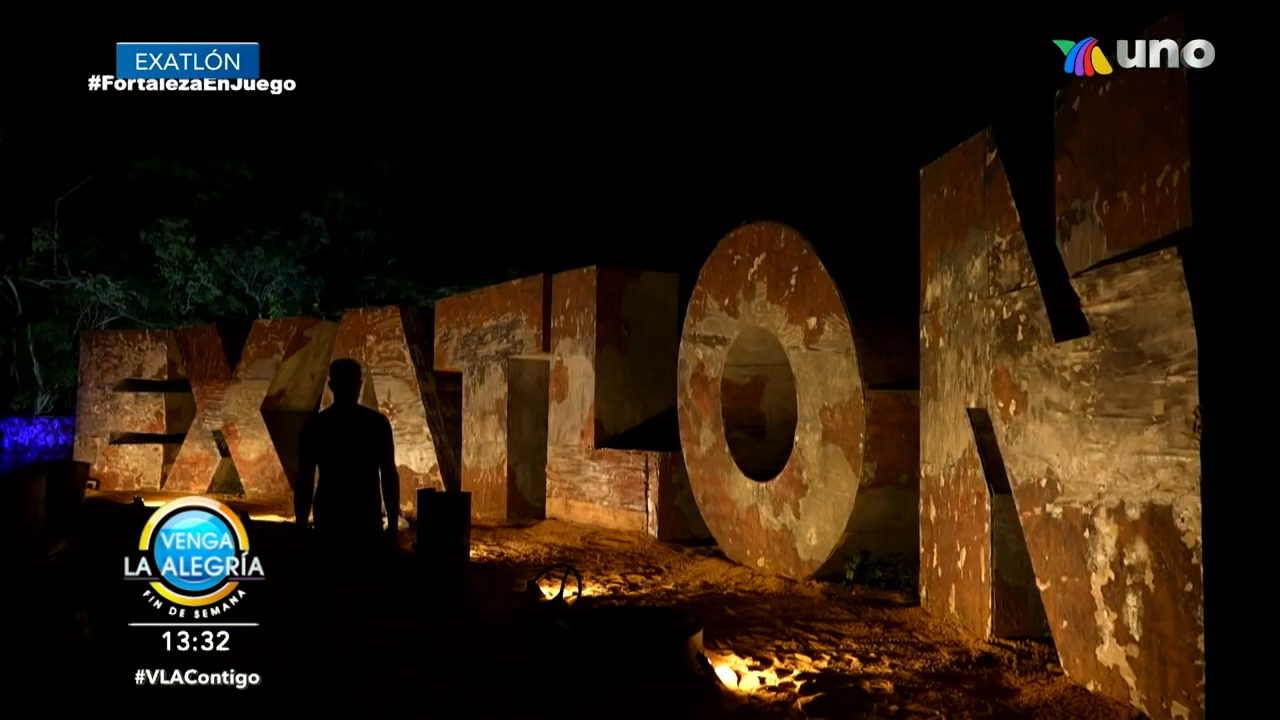 EXATLÓN
#FortalezaEnJuego
uno
EXATLON
VENGA
LA ALEGRÍA
FIN DE SEMANA
13:32
#VLAContigo